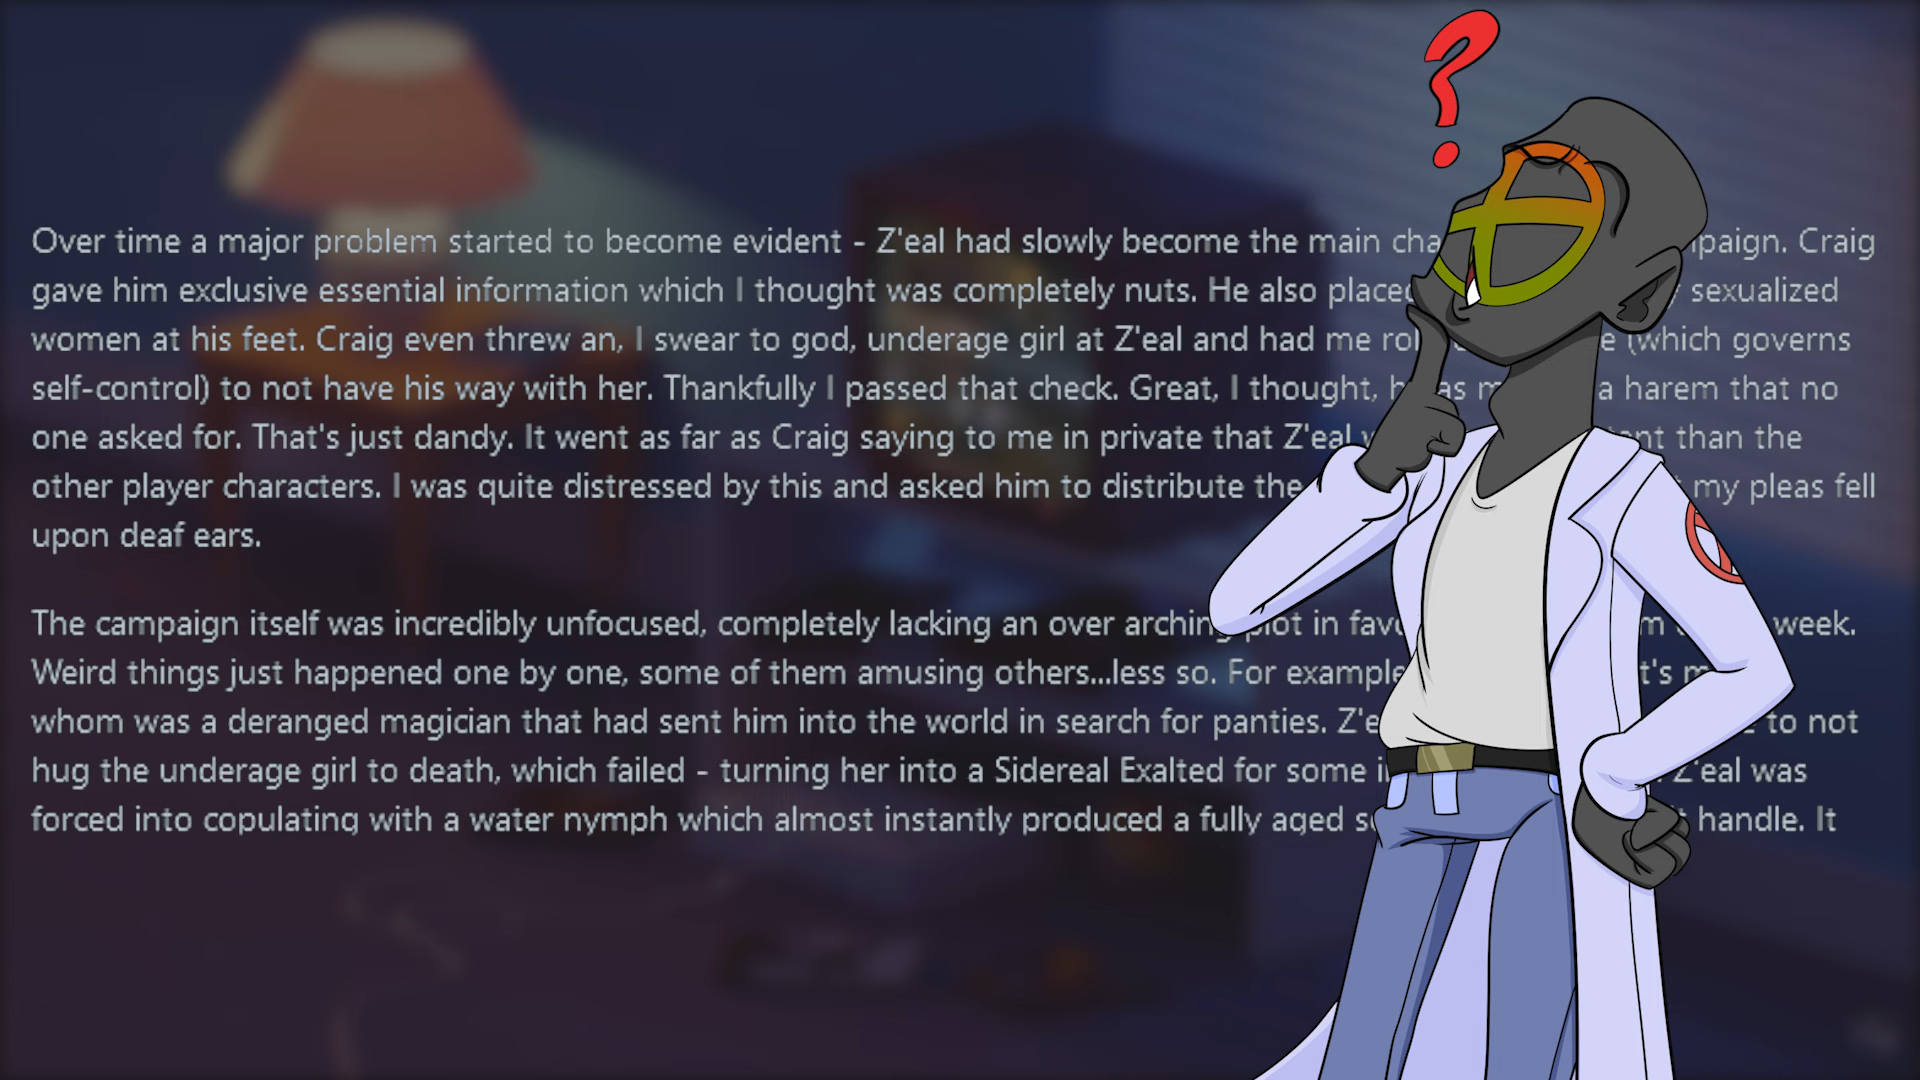 Over time a major problem started to become evident - Z'eal had slowly become the main paign. Craig
gave him exclusive essential information which I thought was completely nuts. He also placed sexualized
women at his feet. Craig even threw an, I swear to god, underage girl at Z'eal and had me (which governs
self-control) to not have his way with her. Thankfully I passed that check. Great, I thought, a harem that no
one asked for. That's just dandy. It went as far as Craig saying to me in private that Z'eal than the
other player characters. I was quite distressed by this and asked him to distribute the my pleas fell
upon deaf ears.
The campaign itself was incredibly unfocused, completely lacking an over arching plot in week.
Weird things just happened one by one, some of them amusing others...less so. For example
whom was a deranged magician that had sent him into the world in search for panties. to not
hug the underage girl to death, which failed - turning her into a Sidereal Exalted for some Z'eal was
forced into copulating with a water nymph which almost instantly produced a fully aged handle. It
?